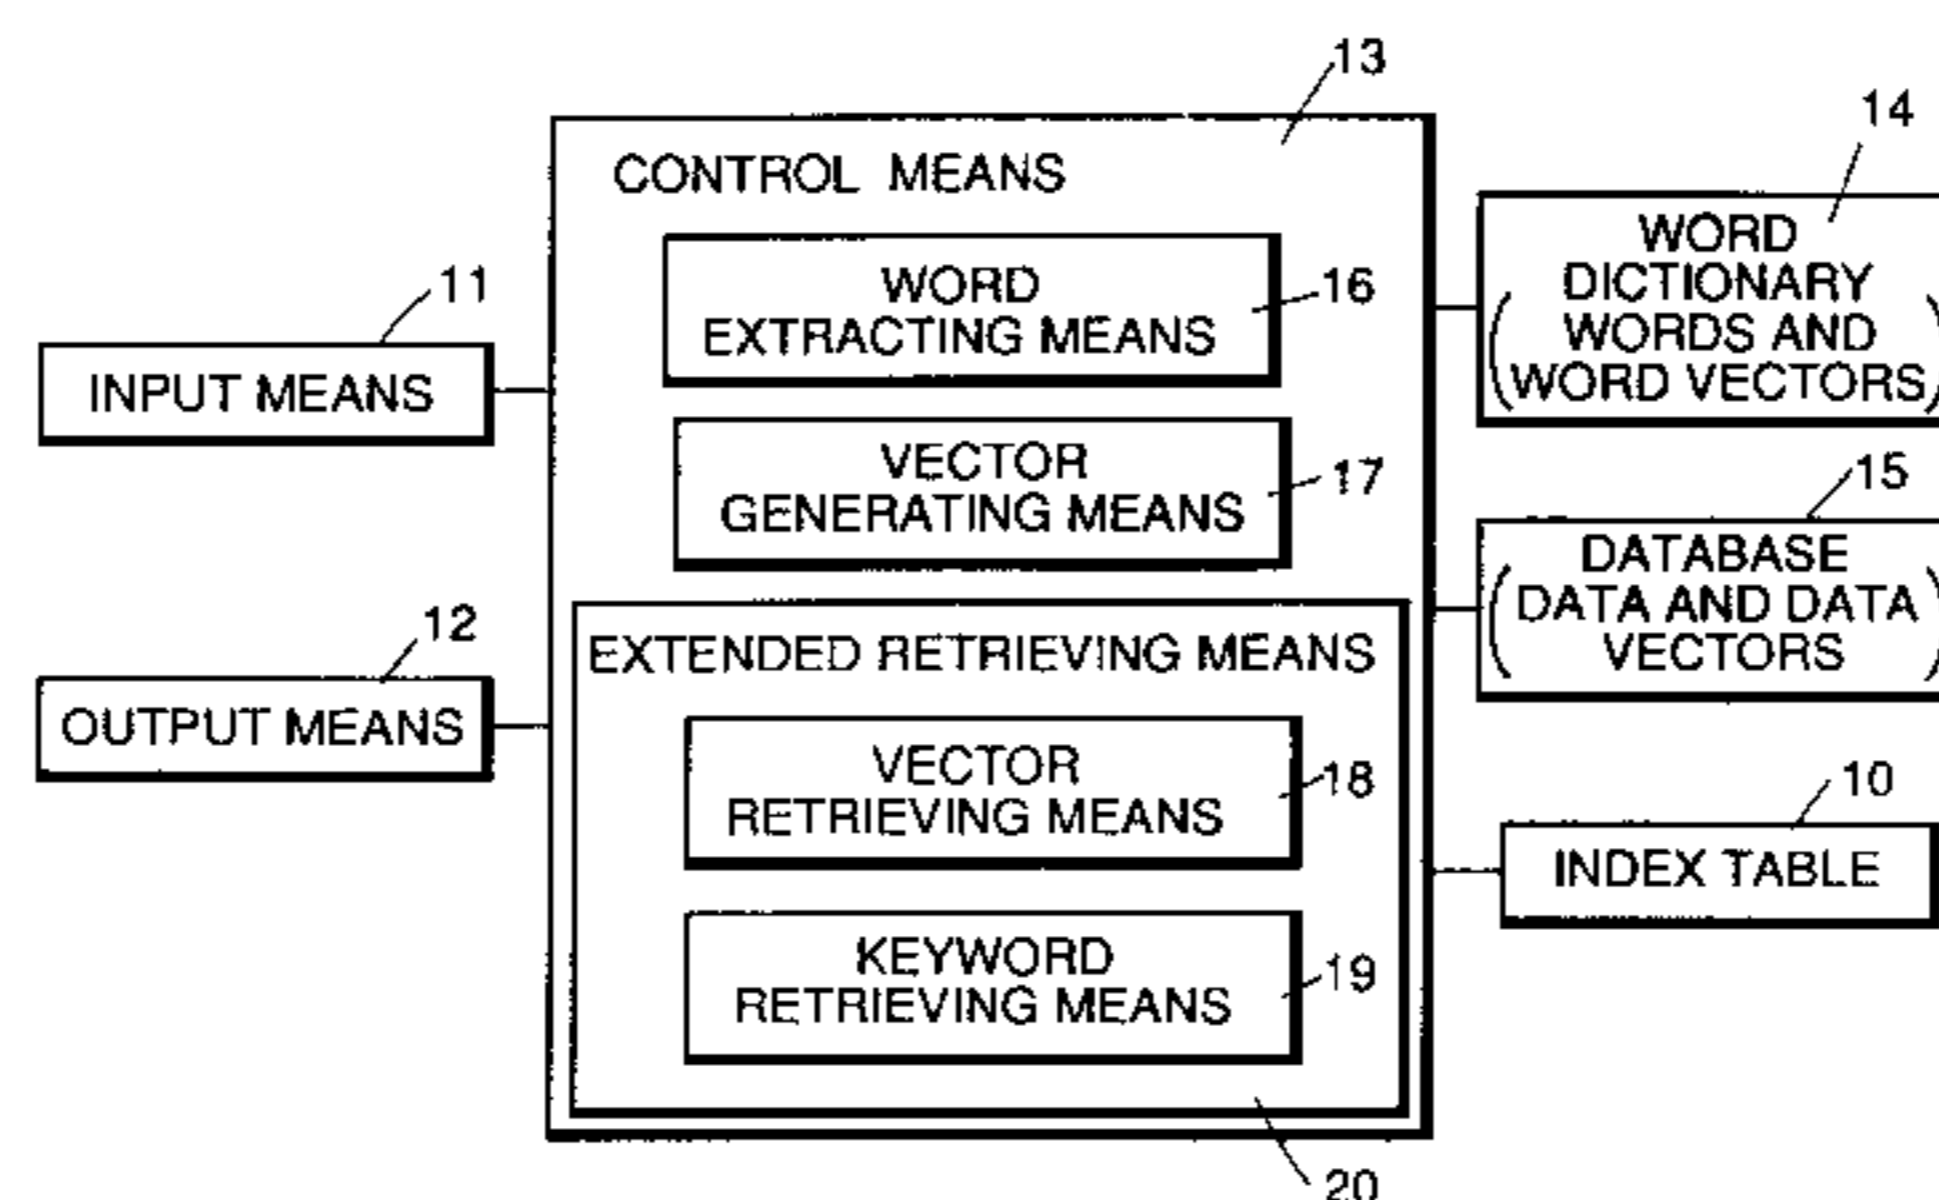 13
CONTROL MEANS
WORD
EXTRACTING MEANS
16
VECTOR
GENERATING MEANS
17
EXTENDED RETRIEVING MEANS
VECTOR
RETRIEVING MEANS
18
KEYWORD
RETRIEVING MEANS
19
20
11
INPUT MEANS
12
OUTPUT MEANS
14
WORD
DICTIONARY
(WORDS AND
WORD VECTORS)
15
DATABASE
(DATA AND DATA
VECTORS)
10
INDEX TABLE